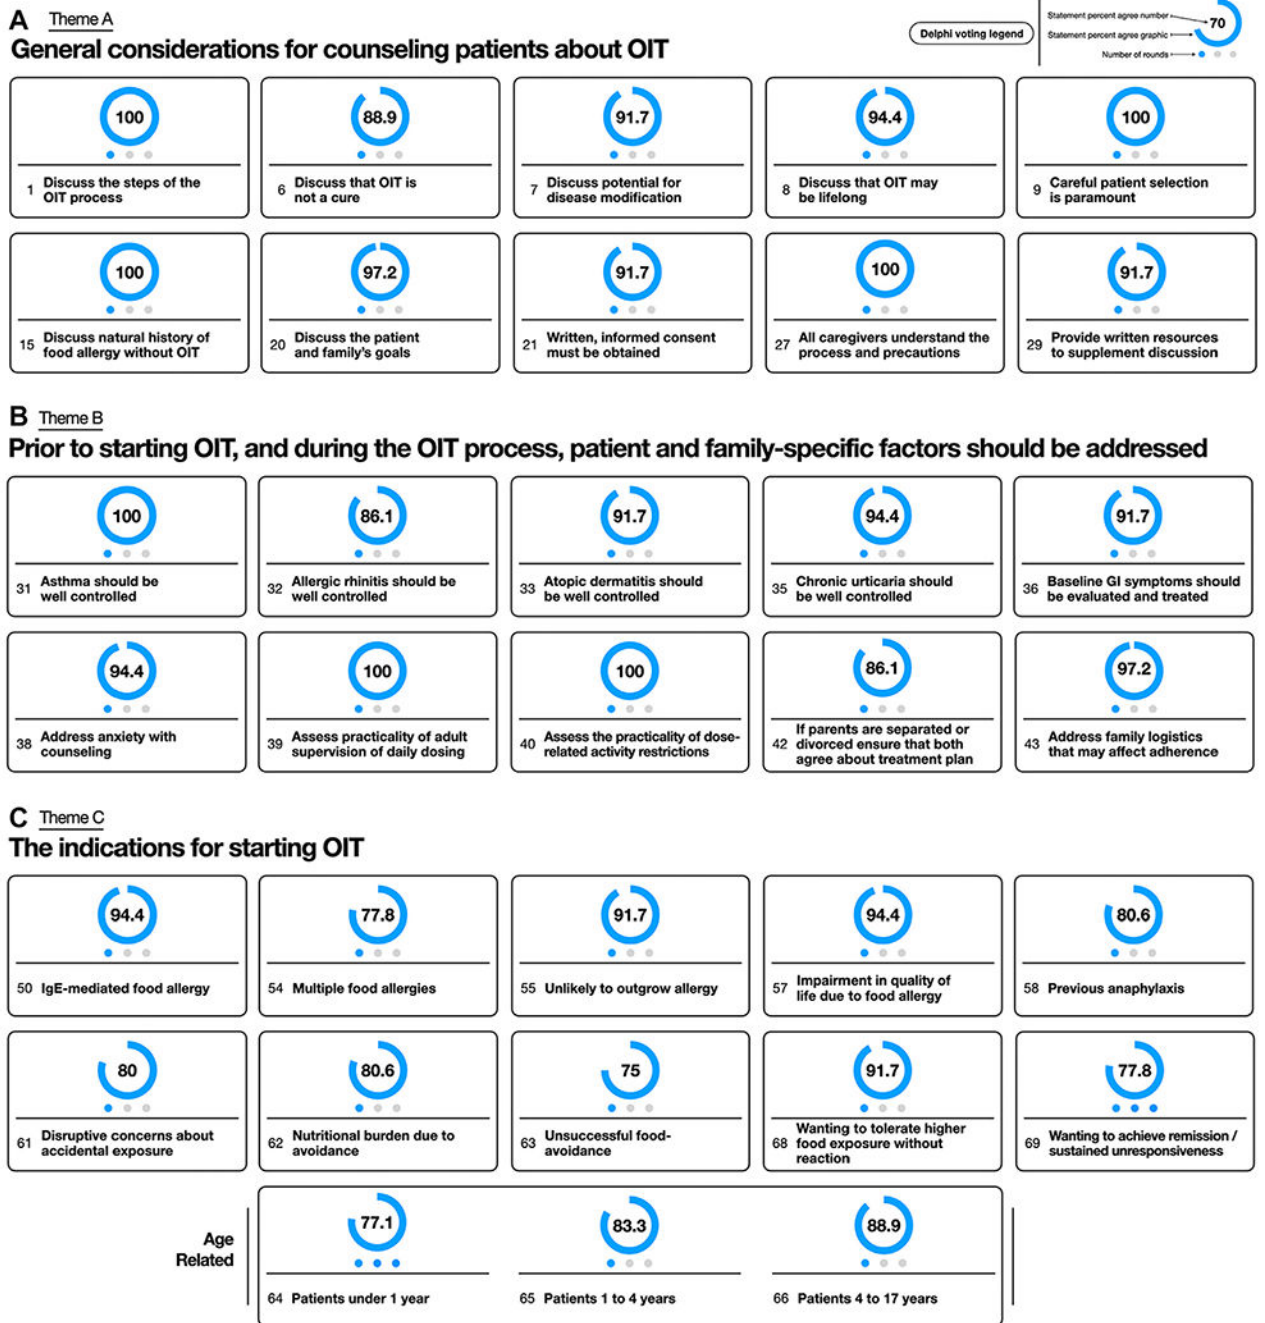 A Theme A
General considerations for counseling patients about OIT
Delphi voting legend
Statement percent agree number
Statement percent agree graphic
Number of rounds
70
100
1 Discuss the steps of the
OIT process
88.9
6 Discuss that OIT is
not a cure
91.7
7 Discuss potential for
disease modification
94.4
8 Discuss that OIT may
be lifelong
100
9 Careful patient selection
is paramount
100
15 Discuss natural history of
food allergy without OIT
97.2
20 Discuss the patient
and family's goals
91.7
21 Written, informed consent
must be obtained
100
27 All caregivers understand the
process and precautions
91.7
29 Provide written resources
to supplement discussion
B Theme B
Prior to starting OIT, and during the OIT process, patient and family-specific factors should be addressed
100
31 Asthma should be
well controlled
86.1
32 Allergic rhinitis should be
well controlled
91.7
33 Atopic dermatitis should
be well controlled
94.4
35 Chronic urticaria should
be well controlled
91.7
36 Baseline GI symptoms should
be evaluated and treated
94.4
38 Address anxiety with
counseling
100
39 Assess practicality of adult
supervision of daily dosing
100
40 Assess the practicality of dose-
related activity restrictions
86.1
42 If parents are separated or
divorced ensure that both
agree about treatment plan
97.2
43 Address family logistics
that may affect adherence
C Theme C
The indications for starting OIT
94.4
50 IgE-mediated food allergy
77.8
54 Multiple food allergies
91.7
55 Unlikely to outgrow allergy
94.4
57 Impairment in quality of
life due to food allergy
80.6
58 Previous anaphylaxis
80
61 Disruptive concerns about
accidental exposure
80.6
62 Nutritional burden due to
avoidance
75
63 Unsuccessful food-
avoidance
91.7
68 Wanting to tolerate higher
food exposure without
reaction
77.8
69 Wanting to achieve remission /
sustained unresponsiveness
Age
Related
77.1
64 Patients under 1 year
83.3
65 Patients 1 to 4 years
88.9
66 Patients 4 to 17 years